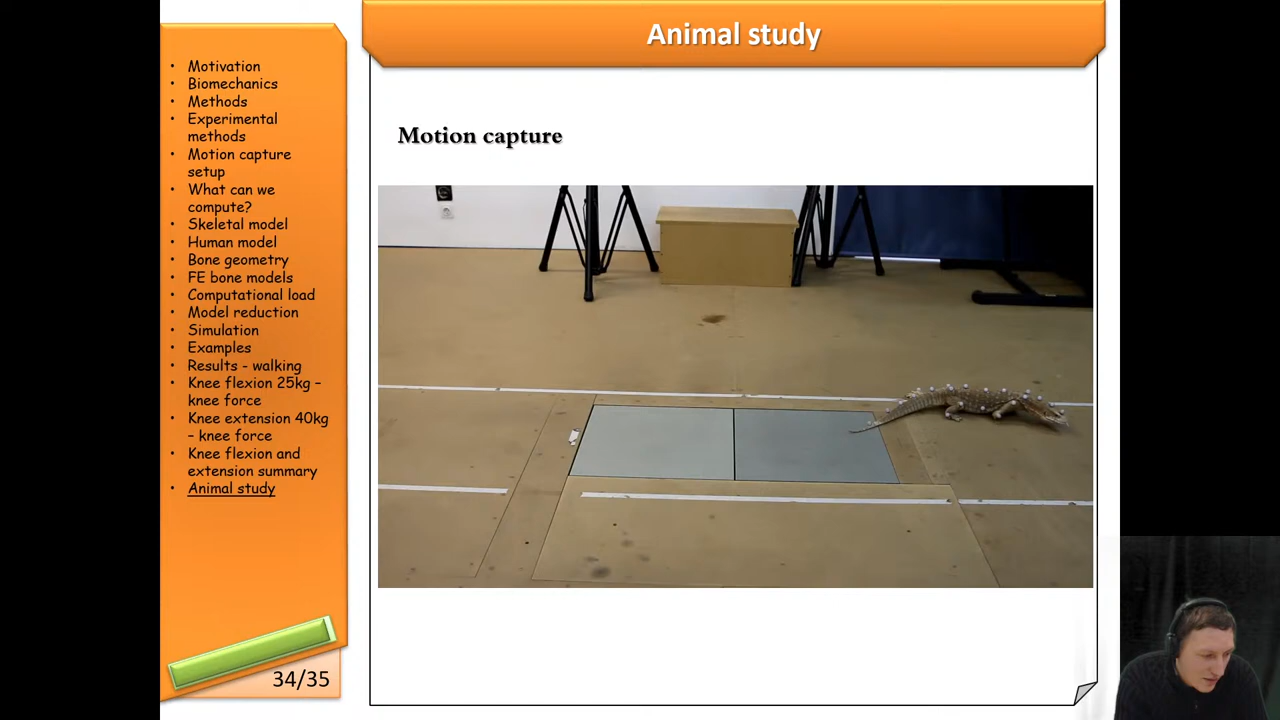 Animal study
Motivation
Biomechanics
Methods
Experimental
methods
Motion capture
setup
What can we
compute?
Skeletal model
Human model
Bone geometry
FE bone models
Computational load
Model reduction
Simulation
Examples
Results - walking
Knee flexion 25kg –
knee force
Knee extension 40kg
– knee force
Knee flexion and
extension summary
Animal study
34/35
Motion capture